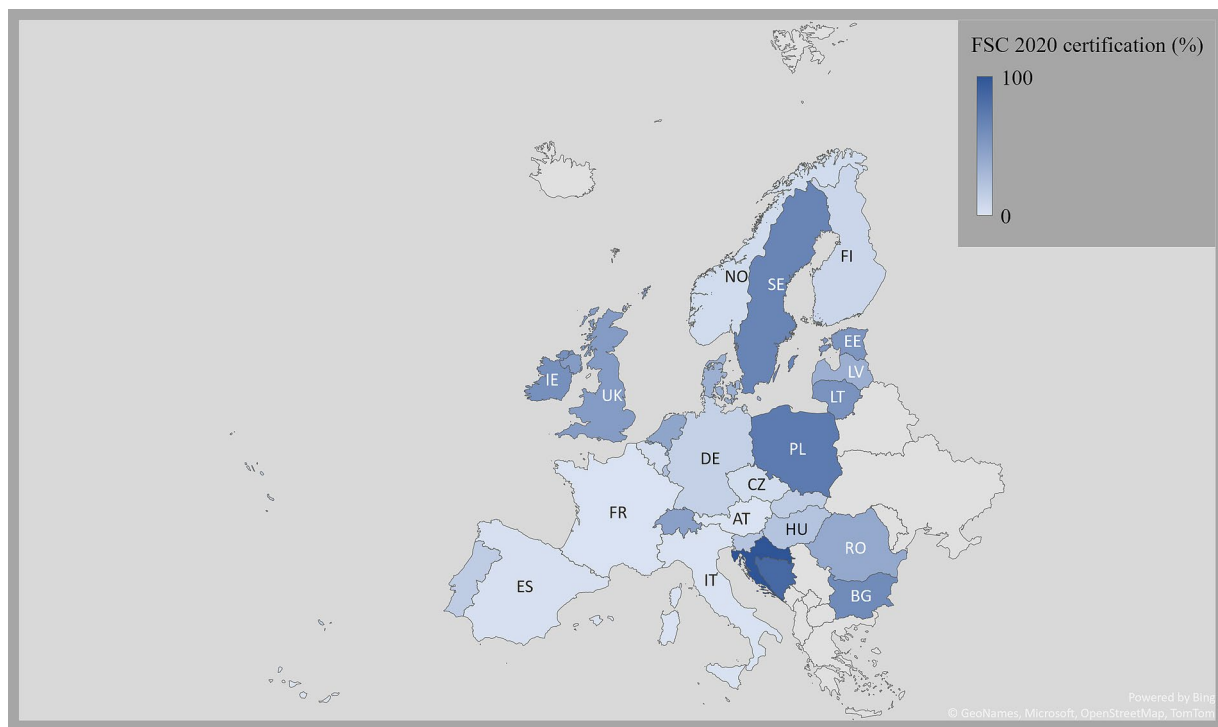 FSC 2020 certification (%)
100
0
NO
SE
FI
EE
LV
LT
IE
UK
DE
PL
CZ
FR
AT
HU
RO
ES
IT
BG
Powered by Bing
© GeoNames, Microsoft, OpenStreetMap, TomTom